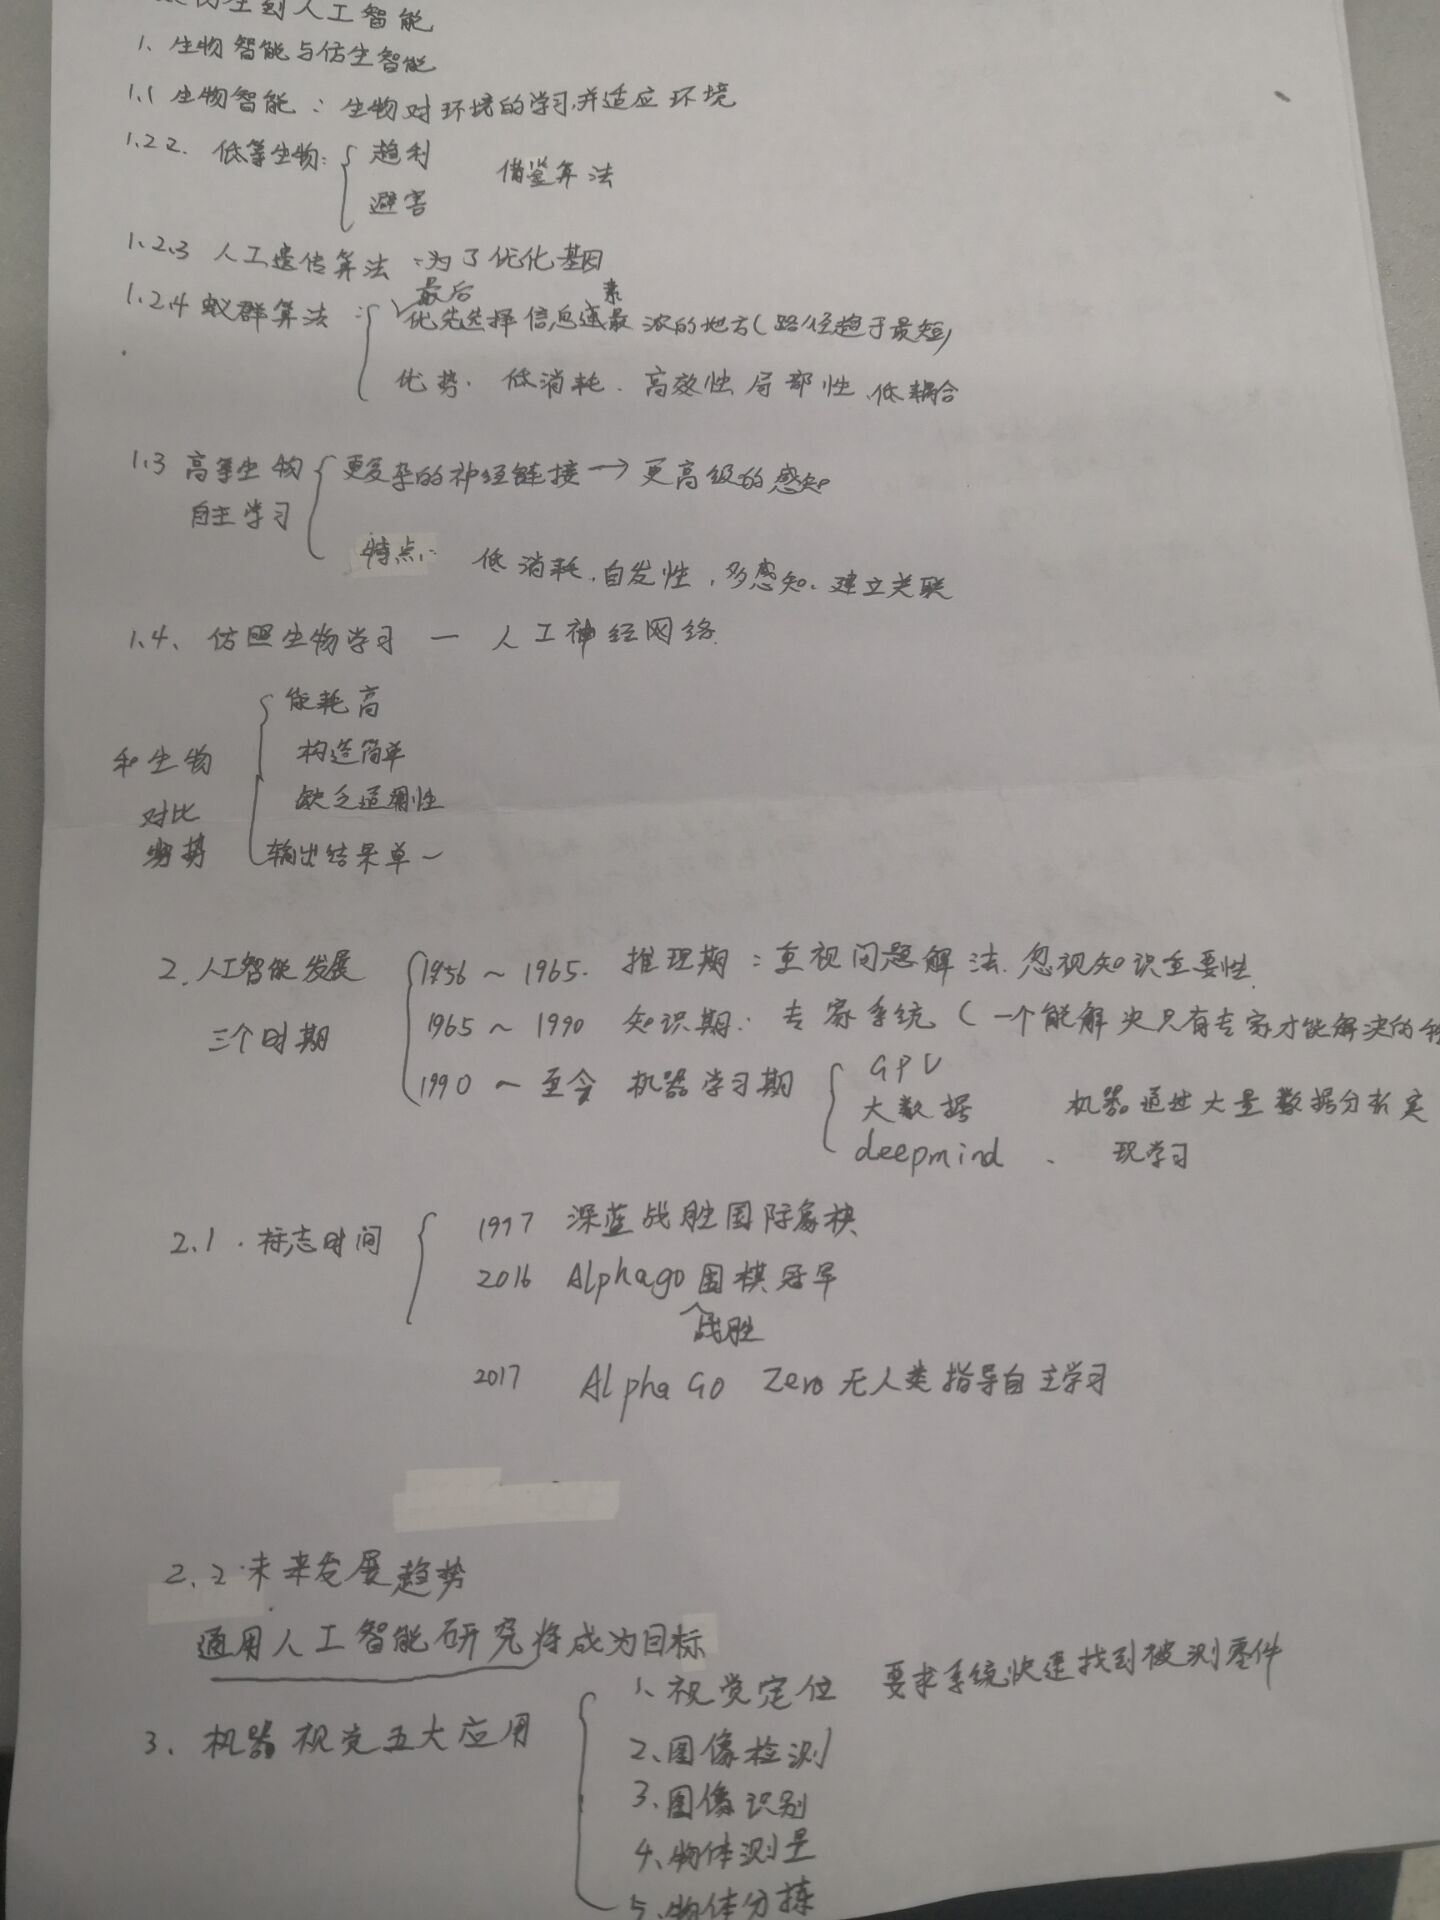 仿生到人工智能
1、生物智能与仿生智能
1.1 生物智能：生物对环境的学习并适应环境
1.2.2. 低等生物：趋利
避害
借鉴算法
1.2.3 人工遗传算法：为了优化基因
1.2.4 蚁群算法：最后优先选择信息素最浓的地方（路径趋于最短）
优势. 低消耗. 高效性 局部性、低耦合
1.3 高等生物 更复杂的神经链接→更高级的感知
自主学习
特点: 低消耗.自发性,多感知、建立关联
1.4、仿照生物学习 — 人工神经网络.
能耗高
和生物 构造简单
对比 缺乏适用性
劣势 输出结果单一
2.人工智能发展 1956～1965. 推理期：重视问题解法.忽视知识重要性.
三个时期 1965～1990 知识期: 专家系统（一个能解决只有专家才能解决的
1990～至今 机器学习期 GPU
大数据 机器通过大量数据分析实
deepmind、 现学习
2.1.标志时间 1997 深蓝战胜国际象棋
2016 Alphago战胜围棋冠军
2017 Alpha Go Zero 无人类指导自主学习
2.2.未来发展趋势
通用人工智能研究将成为目标
3、机器视觉五大应用 1、视觉定位 要求系统快速找到被测零件
2、图像检测
3、图像识别
4、物体测量
5、物体分拣